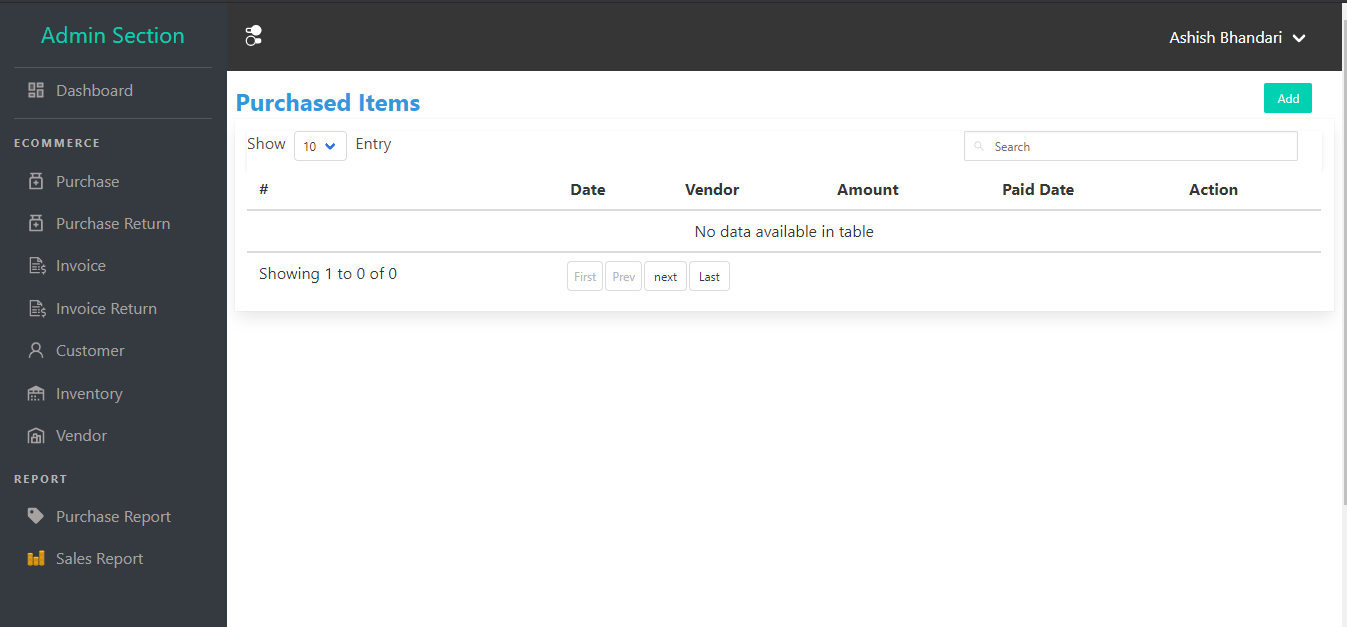 Admin Section
Ashish Bhandari
Dashboard
ECOMMERCE
Purchase
Purchase Return
Invoice
Invoice Return
Customer
Inventory
Vendor
REPORT
Purchase Report
Sales Report
Purchased Items
Add
Show 10 Entry
Search
# Date Vendor Amount Paid Date Action
No data available in table
Showing 1 to 0 of 0
First Prev next Last